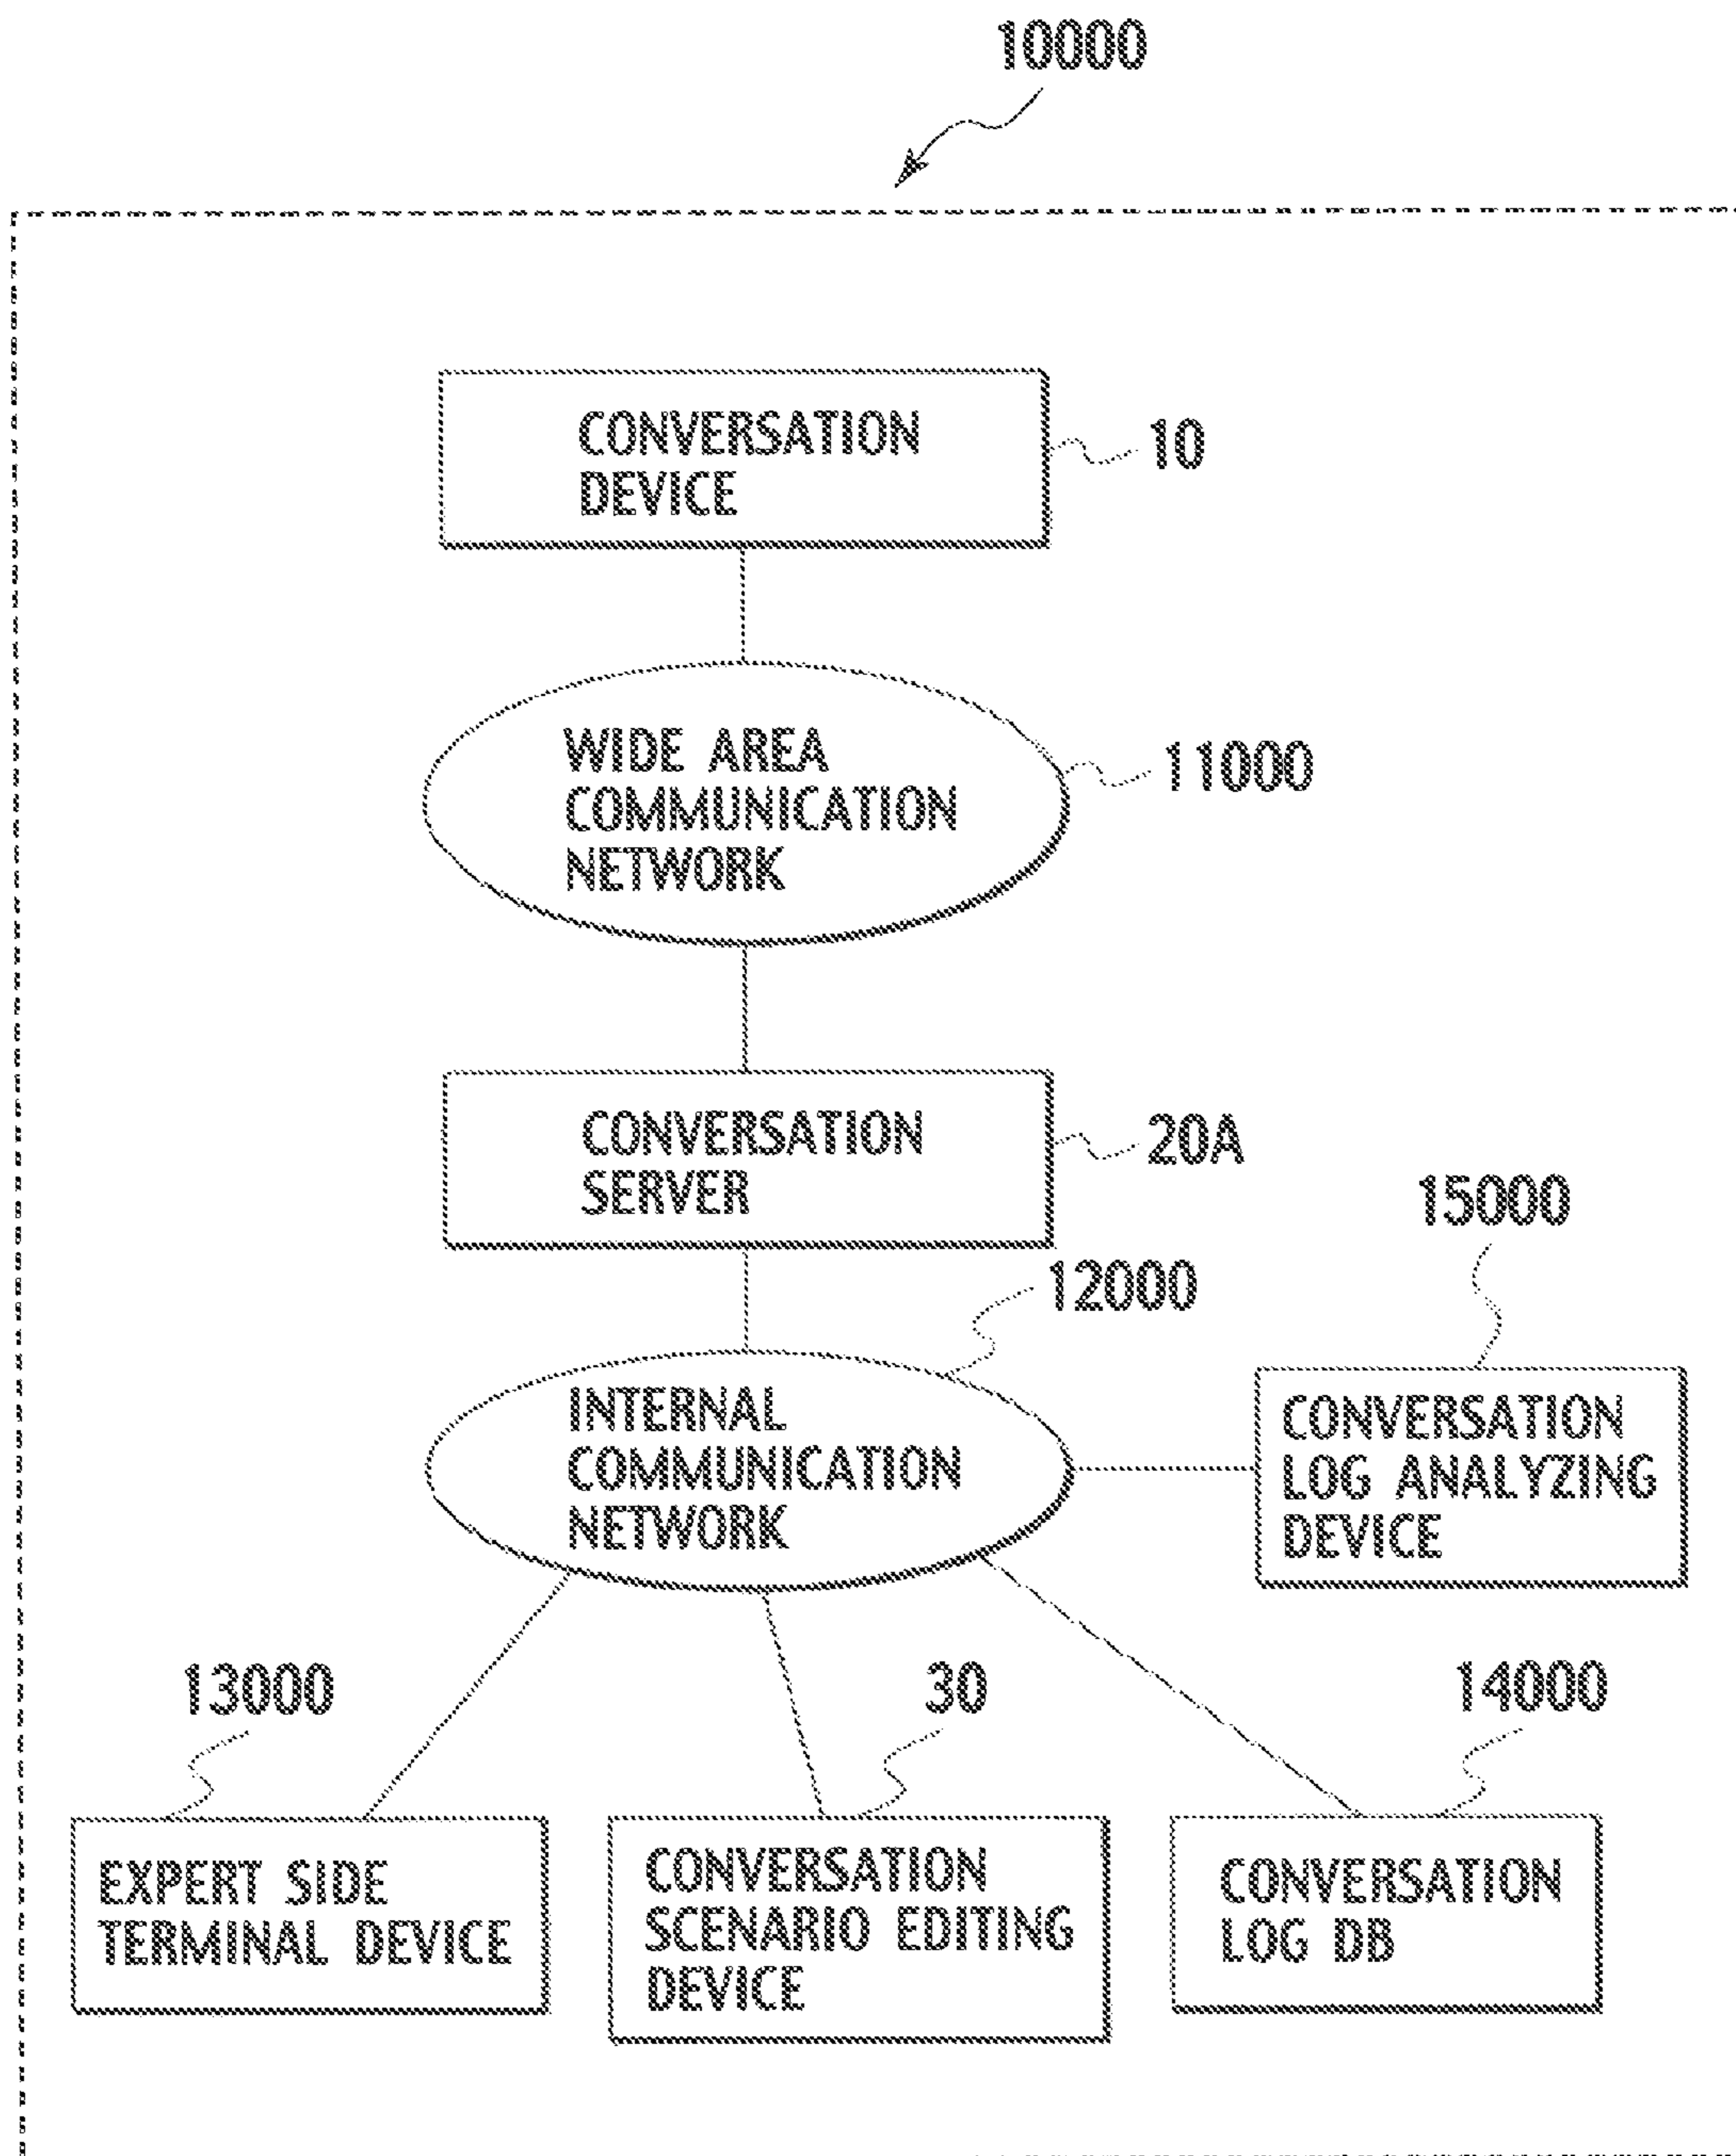 10000
CONVERSATION
DEVICE
10
WIDE AREA
COMMUNICATION
NETWORK
11000
CONVERSATION
SERVER
20A
15000
12000
INTERNAL
COMMUNICATION
NETWORK
CONVERSATION
LOG ANALYZING
DEVICE
13000
30
14000
EXPERT SIDE
TERMINAL DEVICE
CONVERSATION
SCENARIO EDITING
DEVICE
CONVERSATION
LOG DB